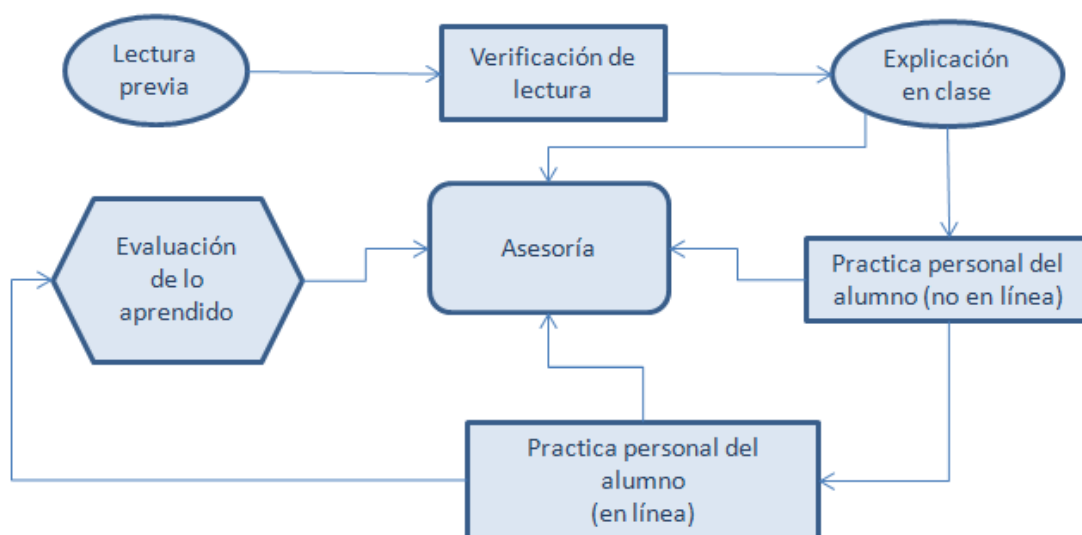 Lectura
previa
Verificación de
lectura
Explicación
en clase
Evaluación
de lo
aprendido
Asesoría
Practica personal del
alumno (no en línea)
Practica personal del
alumno
(en línea)